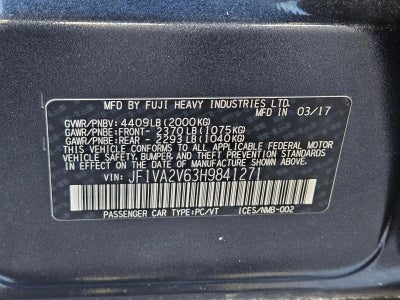 MFD BY FUJI HEAVY INDUSTRIES LTD.
GVWR/PNBV: 4409LB(2000KG) MFD IN 03/17
GAWR/PNBE:FRONT- 2370LB(1075KG)
GAWR/PNBE:REAR - 2293LB(1040KG)
THIS VEHICLE CONFORMS TO ALL APPLICABLE FEDERAL
MOTOR VEHICLE SAFETY, BUMPER, AND THEFT PREVENTION STANDARDS
IN EFFECT ON THE DATE OF MANUFACTURE SHOWN ABOVE.
VIN: JF1VA2V63H9841271
PASSENGER CAR TYPE:PC/VT ICES/NMB-002